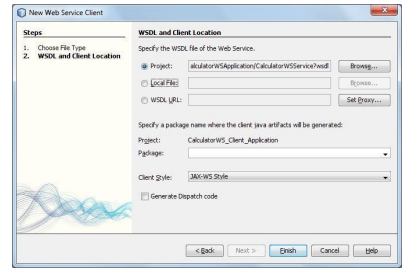 New Web Service Client
Steps
1. Choose File Type
2. WSDL and Client Location
WSDL and Client Location
Specify the WSDL file of the Web Service.
Project: alculatorWSApplication/CalculatorWSService?wsdl Browse...
Local File: Browse...
WSDL URL: Set Proxy...
Specify a package name where the client java artifacts will be generated:
Project: CalculatorWS_Client_Application
Package:
Client Style: JAX-WS Style
Generate Dispatch code
< Back Next > Finish Cancel Help